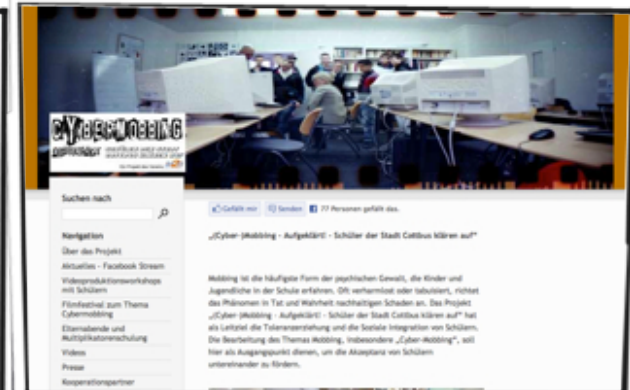 CYBERMOBBING
Suchen nach
Navigation
Über das Projekt
Aktuelles - Facebook Stream
Videoproduktionsworkshops
mit Schülern
Filmfestival zum Thema
Cybermobbing
Elternabende und
Multiplikatorenschulung
Videos
Presse
Kooperationspartner
Gefällt mir
Senden
77 Personen gefällt das.
„(Cyber-)Mobbing - Aufgeklärt! - Schüler der Stadt Cottbus klären auf“
Mobbing ist die häufigste Form der psychischen Gewalt, die Kinder und
Jugendliche in der Schule erfahren. Oft verharmlost oder tabuisiert, richtet
das Phänomen in Tat und Wahrheit nachhaltigen Schaden an. Das Projekt
„(Cyber-)Mobbing - Aufgeklärt! - Schüler der Stadt Cottbus klären auf“ hat
als Leitziel die Toleranzerziehung und die Soziale Integration von Schülern.
Die Bearbeitung des Themas Mobbing, insbesondere „Cyber-Mobbing“, soll
hier als Ausgangspunkt dienen, um die Akzeptanz von Schülern
untereinander zu fördern.